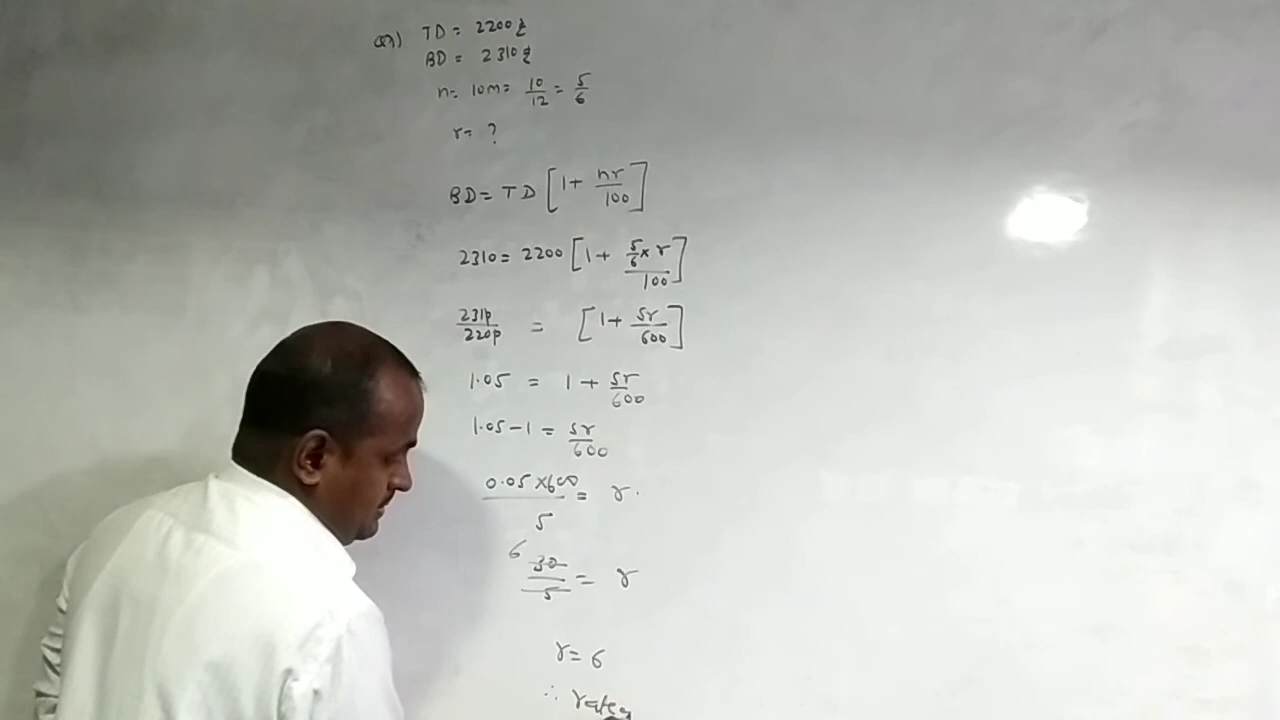 Q7) TD = 2200₹
BD = 2310₹
n = 10m = 10/12 = 5/6
r = ?
BD = TD [1 + nr/100]
2310 = 2200 [1 + 5/6 × r / 100]
2310/2200 = [1 + 5r/600]
1.05 = 1 + 5r/600
1.05 - 1 = 5r/600
0.05 × 600 / 5 = r.
6 30/5 = r
r = 6
∴ rate